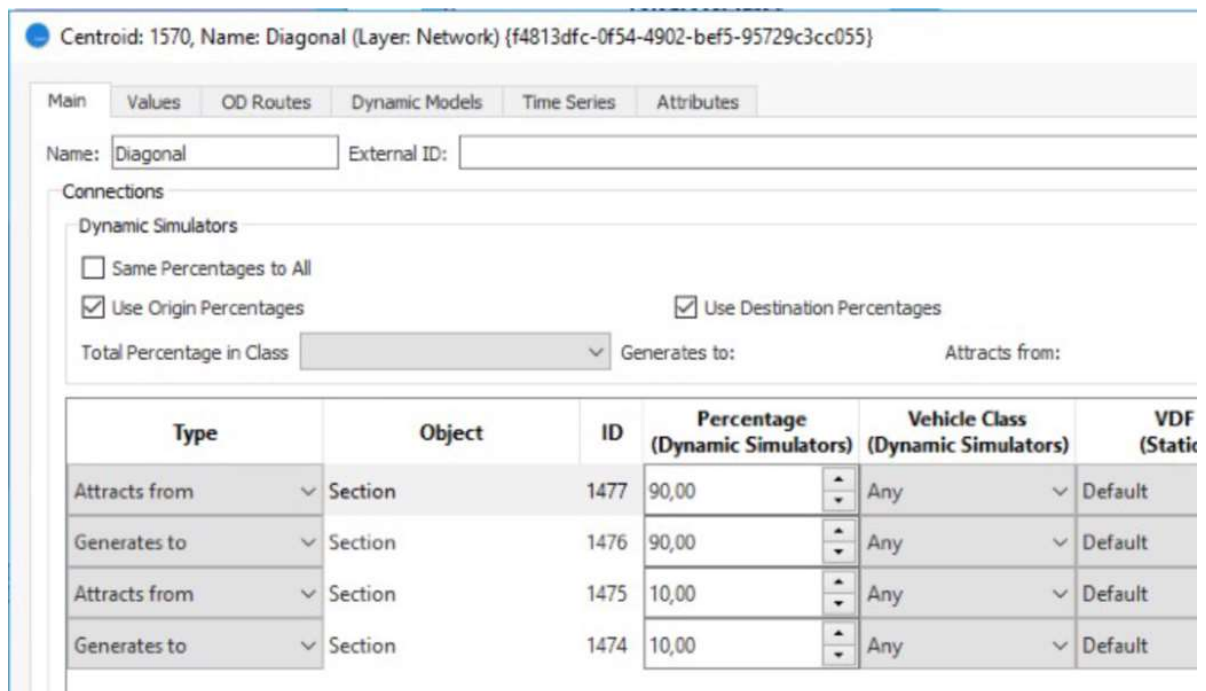 Centroid: 1570, Name: Diagonal (Layer: Network) {f4813dfc-0f54-4902-bef5-95729c3cc055}
Main Values OD Routes Dynamic Models Time Series Attributes
Name: Diagonal External ID:
Connections
Dynamic Simulators
Same Percentages to All
Use Origin Percentages Use Destination Percentages
Total Percentage in Class Generates to: Attracts from:
Type Object ID Percentage (Dynamic Simulators) Vehicle Class (Dynamic Simulators) VDF (Static
Attracts from Section 1477 90,00 Any Default
Generates to Section 1476 90,00 Any Default
Attracts from Section 1475 10,00 Any Default
Generates to Section 1474 10,00 Any Default